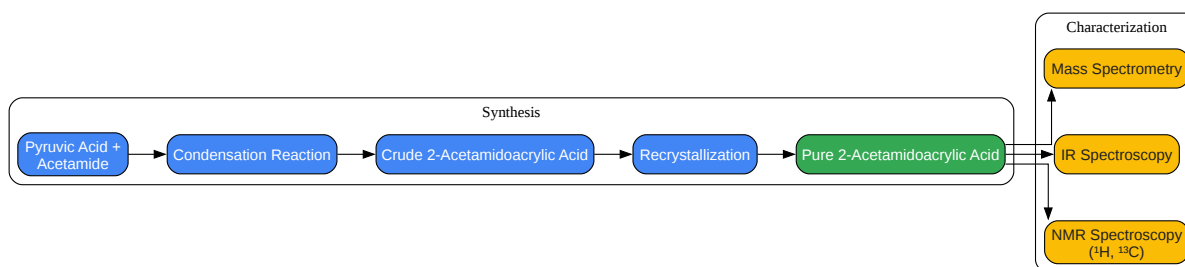 Synthesis
Pyruvic Acid +
Acetamide
Condensation Reaction
Crude 2-Acetamidoacrylic Acid
Recrystallization
Pure 2-Acetamidoacrylic Acid
Characterization
Mass Spectrometry
IR Spectroscopy
NMR Spectroscopy
(¹H, ¹³C)